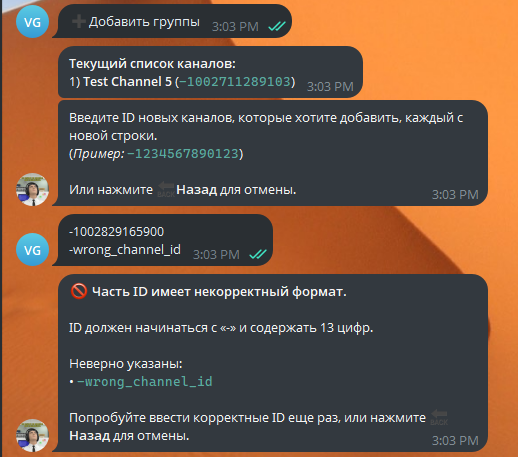 VG
➕ Добавить группы 3:03 PM
Текущий список каналов:
1) Test Channel 5 (-1002711289103) 3:03 PM
Введите ID новых каналов, которые хотите добавить, каждый с
новой строки.
(Пример: -1234567890123)
Или нажмите 🔙 Назад для отмены.
3:03 PM
-1002829165900
VG
-wrong_channel_id 3:03 PM
🚫 Часть ID имеет некорректный формат.
ID должен начинаться с «-» и содержать 13 цифр.
Неверно указаны:
• -wrong_channel_id
Попробуйте ввести корректные ID еще раз, или нажмите 🔙
Назад для отмены. 3:03 PM